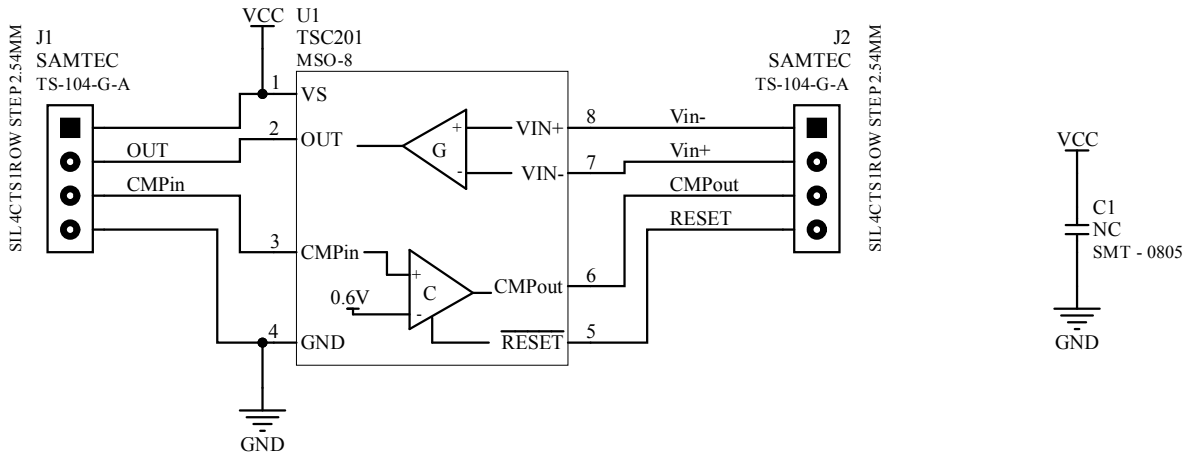 SIL 4CTS 1ROW STEP 2.54MM
J1
SAMTEC
TS-104-G-A
OUT
CMPin
VCC
U1
TSC201
MSO-8
1
VS
2
OUT
3
CMPin
4
GND
+
G
-
VIN+
VIN-
+
C
-
0.6V
CMPout
RESET
8
7
6
5
GND
Vin-
Vin+
CMPout
RESET
J2
SAMTEC
TS-104-G-A
SIL 4CTS 1ROW STEP 2.54MM
VCC
C1
NC
SMT - 0805
GND